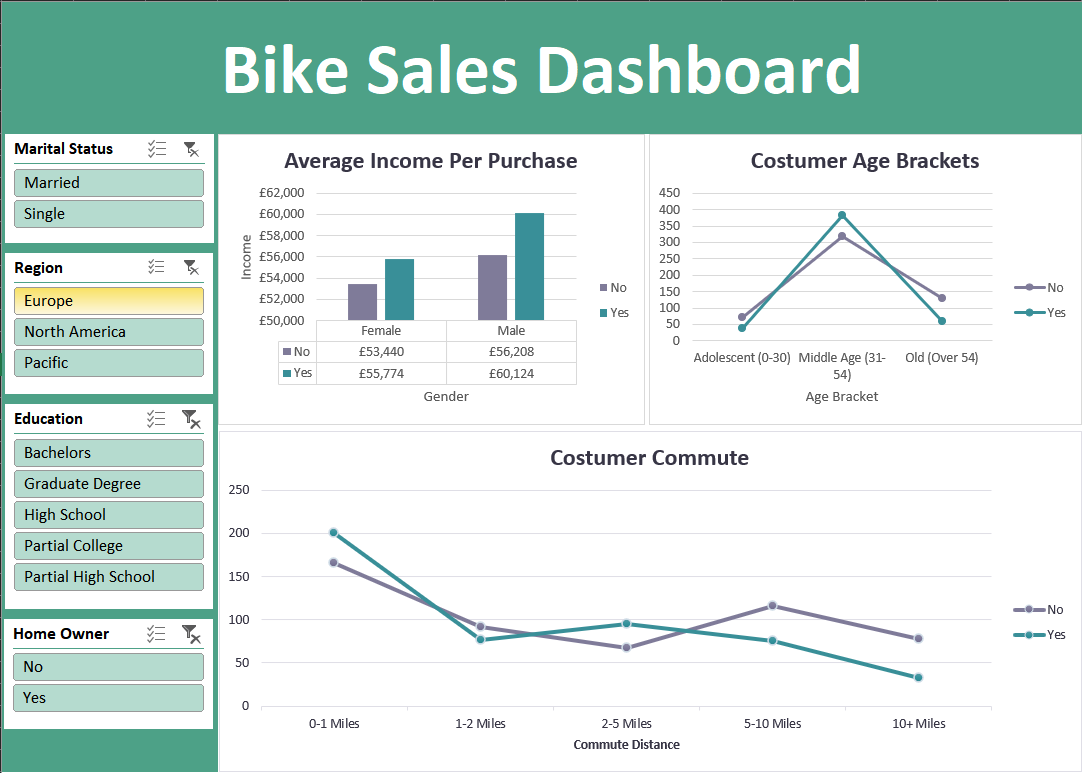 Bike Sales Dashboard
Marital Status
Married
Single
Region
Europe
North America
Pacific
Education
Bachelors
Graduate Degree
High School
Partial College
Partial High School
Home Owner
No
Yes
Average Income Per Purchase
£62,000
£60,000
£58,000
£56,000
£54,000
£52,000
£50,000
Income
Female Male
No £53,440 £56,208
Yes £55,774 £60,124
Gender
No
Yes
Costumer Age Brackets
450
400
350
300
250
200
150
100
50
0
Adolescent (0-30) Middle Age (31- Old (Over 54)
54)
Age Bracket
No
Yes
Costumer Commute
250
200
150
100
50
0
0-1 Miles 1-2 Miles 2-5 Miles 5-10 Miles 10+ Miles
Commute Distance
No
Yes